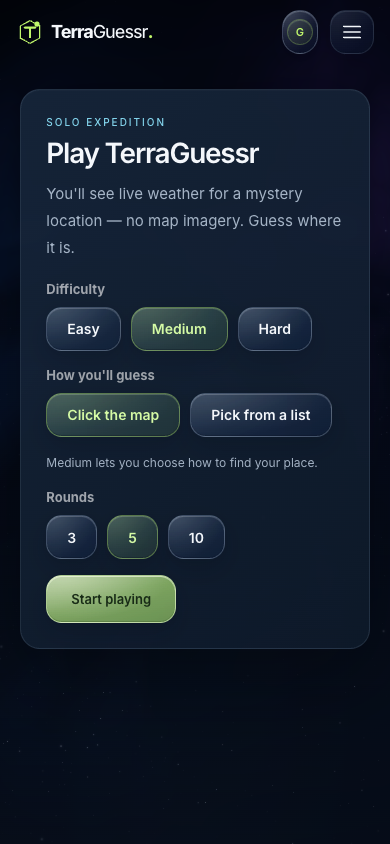 TerraGuessr.
G
SOLO EXPEDITION
Play TerraGuessr
You'll see live weather for a mystery
location — no map imagery. Guess where
it is.
Difficulty
Easy Medium Hard
How you'll guess
Click the map Pick from a list
Medium lets you choose how to find your place.
Rounds
3 5 10
Start playing